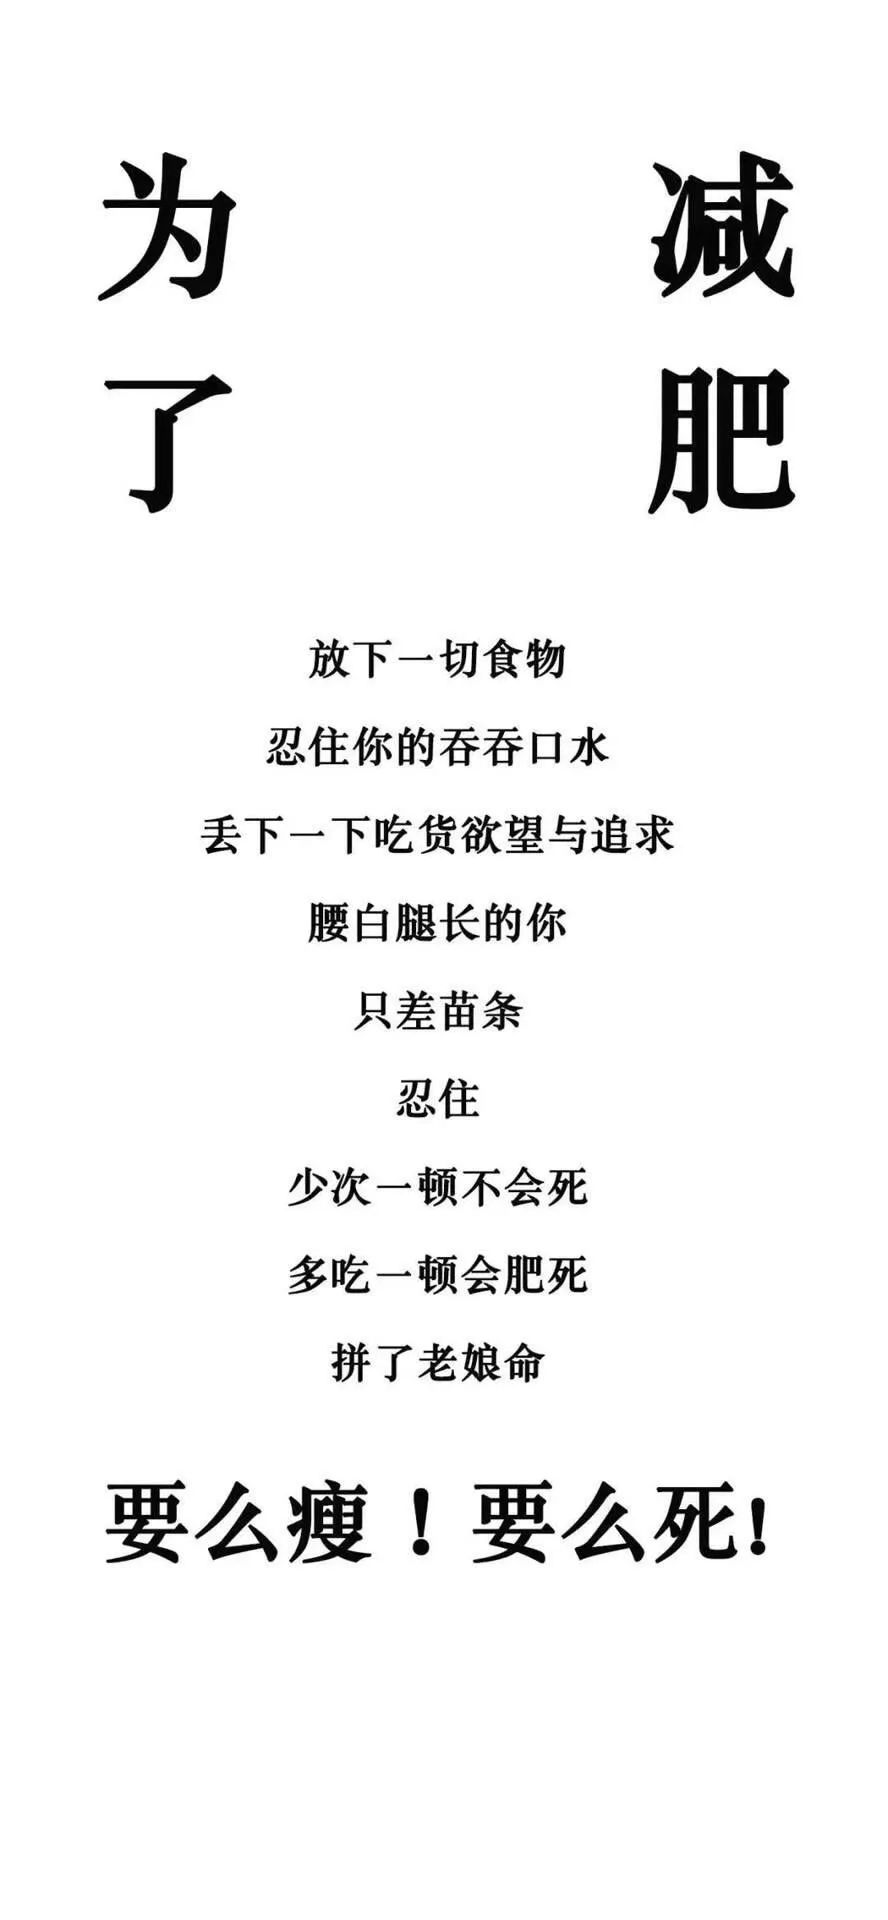 为 减
了 肥
放下一切食物
忍住你的吞吞口水
丢下一下吃货欲望与追求
腰白腿长的你
只差苗条
忍住
少次一顿不会死
多吃一顿会肥死
拼了老娘命
要么瘦！要么死!